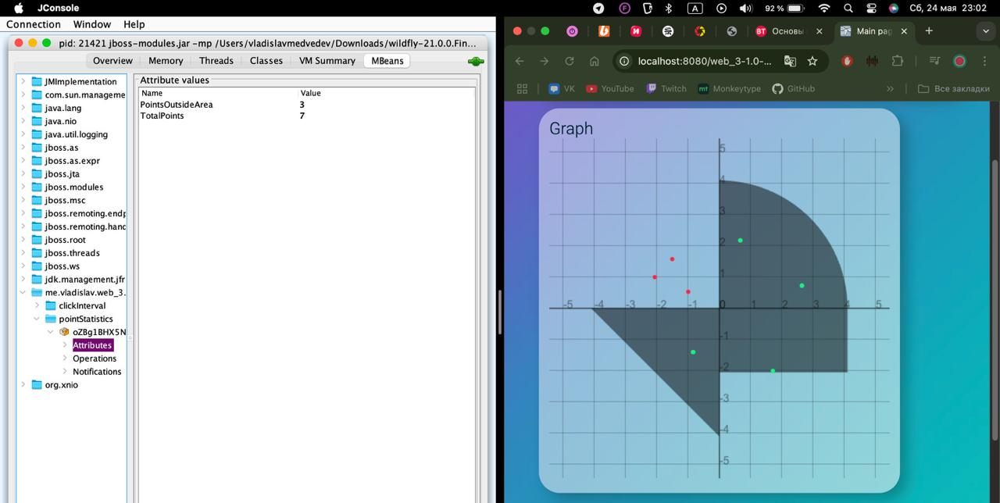 JConsole
92 %
A
Сб, 24 мая 23:02
Connection Window Help
pid: 21421 jboss-modules.jar -mp /Users/vladislavmedvedev/Downloads/wildfly-21.0.0.Fin...
Overview Memory Threads Classes VM Summary MBeans
JMImplementation
com.sun.manageme
java.lang
java.nio
java.util.logging
jboss.as
jboss.as.expr
jboss.jta
jboss.modules
jboss.msc
jboss.remoting.endp
jboss.remoting.hanc
jboss.root
jboss.threads
jboss.ws
jdk.management.jfr
me.vladislav.web_3.
clickInterval
pointStatistics
oZBg1BHX5N
Attributes
Operations
Notifications
org.xnio
Attribute values
Name Value
PointsOutsideArea 3
TotalPoints 7
BT Основы
Main pag
localhost:8080/web_3-1.0-...
VK YouTube Twitch mt Monkeytype GitHub » Все закладки
Graph
5
4
3
2
1
-5 -4 -3 -2 -1 0 1 2 3 4 5
-1
-2
-3
-4
-5